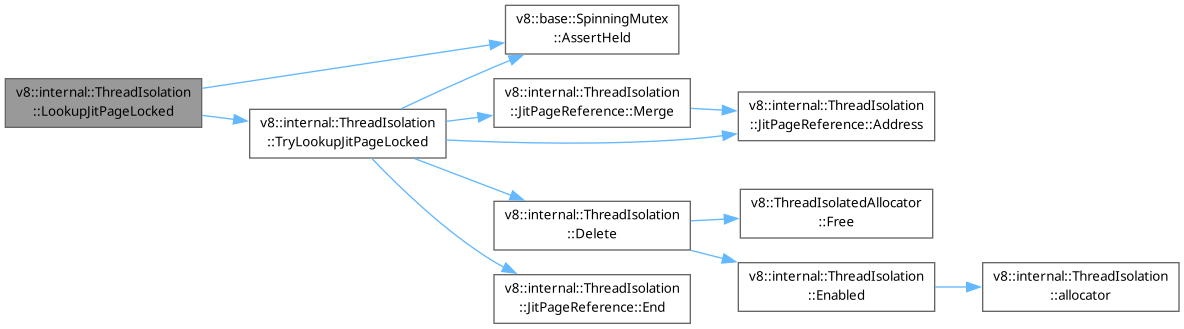 v8::internal::ThreadIsolation
::LookupJitPageLocked
v8::base::SpinningMutex
::AssertHeld
v8::internal::ThreadIsolation
::TryLookupJitPageLocked
v8::internal::ThreadIsolation
::JitPageReference::Merge
v8::internal::ThreadIsolation
::JitPageReference::Address
v8::internal::ThreadIsolation
::Delete
v8::ThreadIsolatedAllocator
::Free
v8::internal::ThreadIsolation
::Enabled
v8::internal::ThreadIsolation
::allocator
v8::internal::ThreadIsolation
::JitPageReference::End